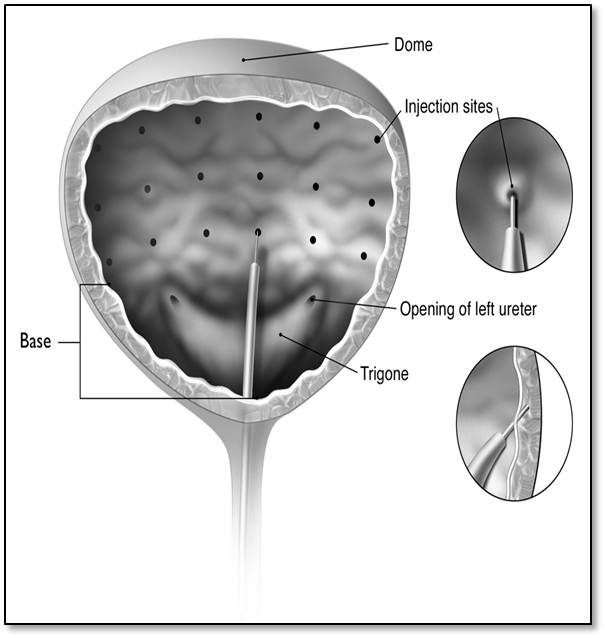 Dome
Injection sites
Opening of left ureter
Base
Trigone